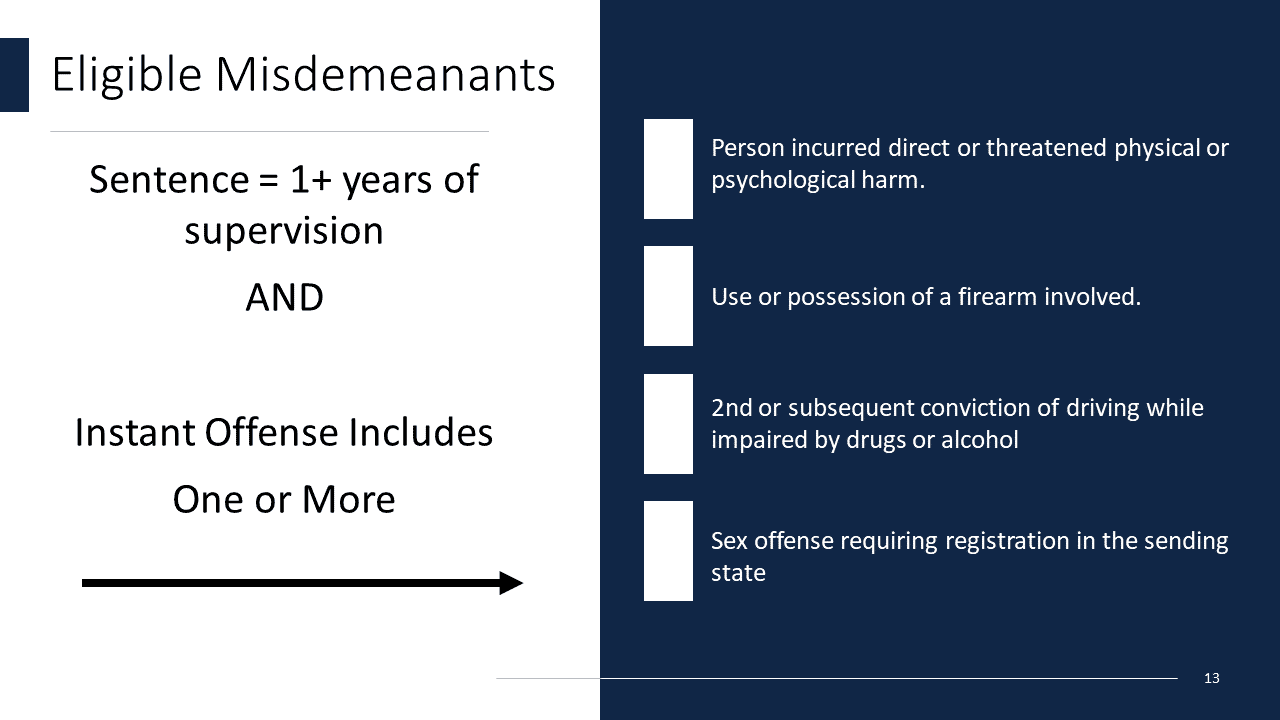 Eligible Misdemeanants
Sentence = 1+ years of
supervision
AND
Instant Offense Includes
One or More
Person incurred direct or threatened physical or
psychological harm.
Use or possession of a firearm involved.
2nd or subsequent conviction of driving while
impaired by drugs or alcohol
Sex offense requiring registration in the sending
state
13